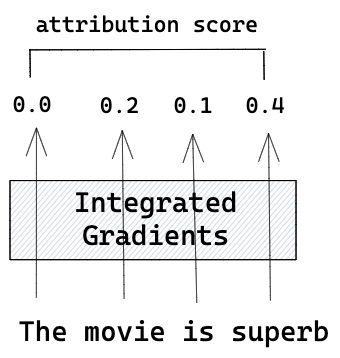 attribution score
0.0 0.2 0.1 0.4
Integrated
Gradients
The movie is superb